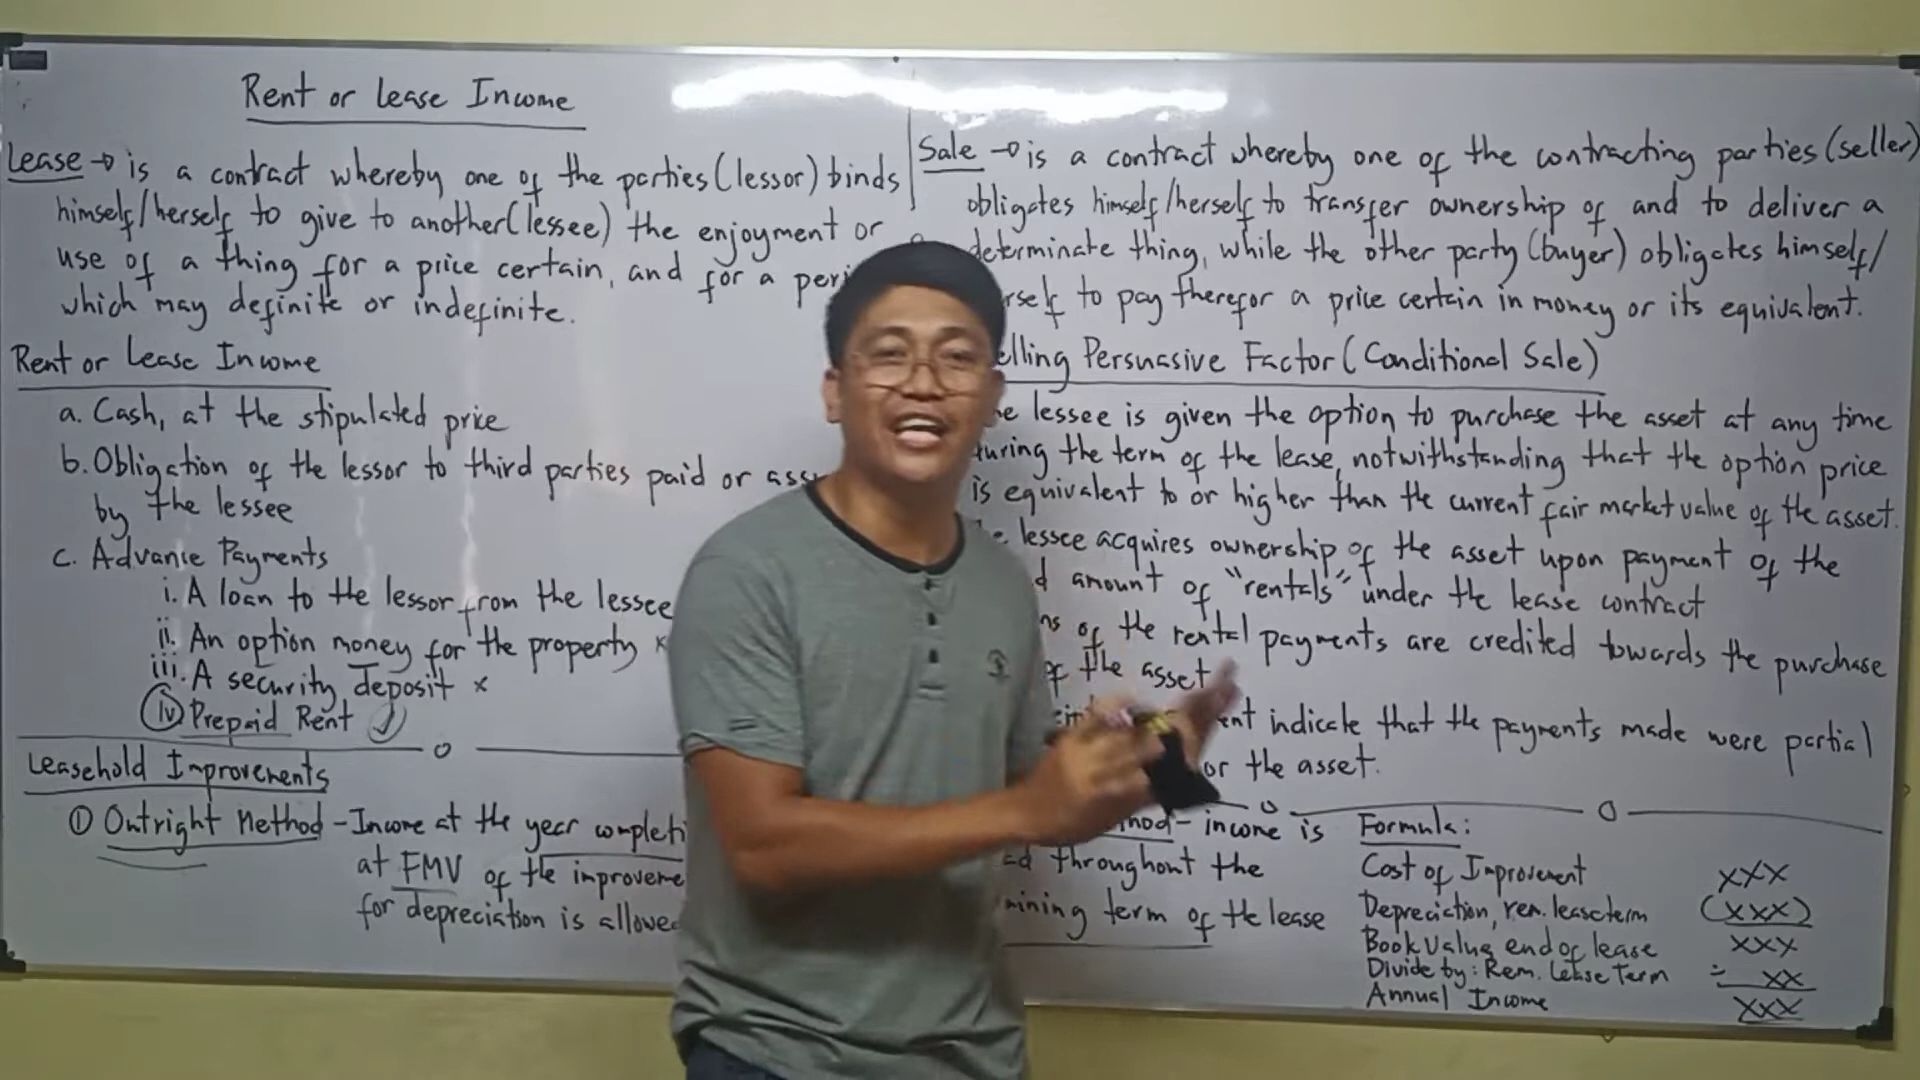 Rent or Lease Income
Lease → is a contract whereby one of the parties (lessor) binds
himself/herself to give to another (lessee) the enjoyment or
use of a thing for a price certain, and for a
which may definite or indefinite.
Rent or Lease Income
a. Cash, at the stipulated price
b. Obligation of the lessor to third parties paid or
by the lessee
c. Advance Payments
i. A loan to the lessor from the lessee
ii. An option money for the property x
iii. A security deposit x
iv Prepaid Rent ✓
Leasehold Improvements
① Outright Method - Income at the year
at FMV of the
for depreciation is
Sale → is a contract whereby one of the contracting parties (seller)
obligates himself/herself to transfer ownership of and to deliver a
determinate thing, while the other party (buyer) obligates himself/
to pay therefor a price certain in money or its equivalent.
Persuasive Factor (Conditional Sale)
lessee is given the option to purchase the asset at any time
during the term of the lease, notwithstanding that the option price
is equivalent to or higher than the current fair market value of the asset.
lessee acquires ownership of the asset upon payment of the
amount of "rentals" under the lease contract
of the rental payments are credited towards the purchase
of the asset
indicate that the payments made were partial
the asset.
- income is
throughout the
term of the lease
Formula:
Cost of Improvement xxx
Depreciation, rem. lease term (xxx)
Book Value, end of lease xxx
Divide by: Rem. Lease Term ÷ xx
Annual Income xxx